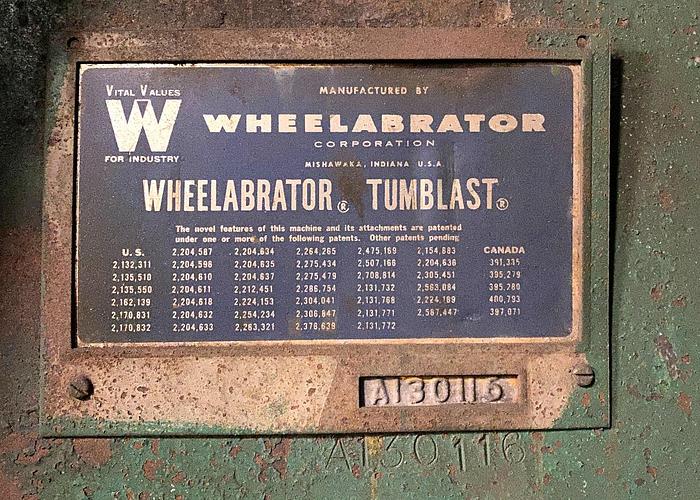 VITAL VALUES
W
FOR INDUSTRY
MANUFACTURED BY
WHEELABRATOR
CORPORATION
MISHAWAKA, INDIANA U.S.A.
WHEELABRATOR® TUMBLAST®
The novel features of this machine and its attachments are patented
under one or more of the following patents. Other patents pending
U.S. 2,204,587 2,204,634 2,264,265 2,475,169 2,154,883 CANADA
2,132,311 2,204,598 2,204,635 2,275,434 2,507,166 2,204,636 391,335
2,135,510 2,204,610 2,204,637 2,275,479 2,708,814 2,305,451 395,279
2,135,550 2,204,611 2,212,451 2,286,754 2,131,732 2,563,084 395,280
2,162,139 2,204,618 2,224,153 2,304,041 2,131,768 2,224,169 400,793
2,170,831 2,204,632 2,254,234 2,306,847 2,131,771 2,587,447 397,071
2,170,832 2,204,633 2,263,321 2,378,639 2,131,772
A130116
A130116